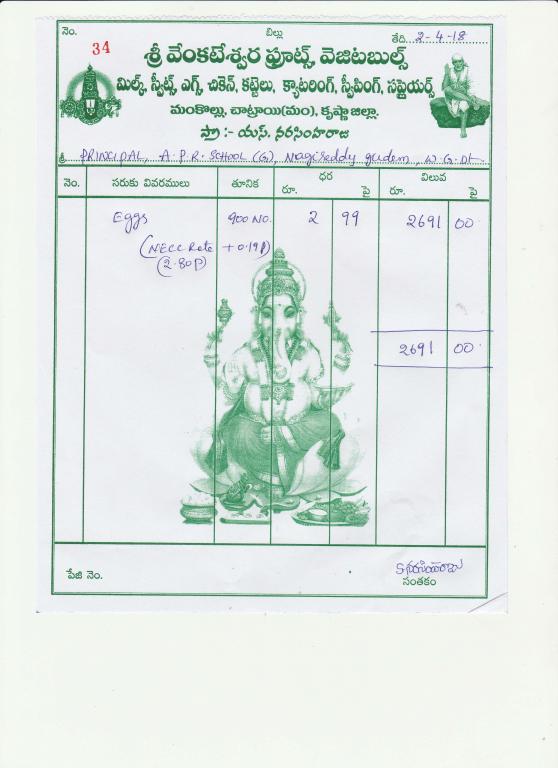 నెం. బిల్లు తేది. 2-4-18
34
శ్రీ వేంకటేశ్వర ఫ్రూట్స్, వెజిటబుల్స్
మిల్క్, స్వీట్స్, ఎగ్స్, చికెన్, కట్టెలు, క్యాటరింగ్, స్వీపింగ్, సప్లైయర్స్
మంకొల్లు, చాట్రాయి(మం), కృష్ణా జిల్లా.
ప్రొ :- యస్. నరసింహరాజు
శ్రీ PRINCIPAL, A.P.R. SCHOOL (G), Nagireddy gudem, W.G.Dt
నెం. సరుకు వివరములు తూనిక ధర విలువ
రూ. పై రూ. పై
Eggs 900 NO. 2 99 2691 00
(NECC Rate + 0.19P)
(2.80P)
2691 00
పేజి నెం.
సంతకం